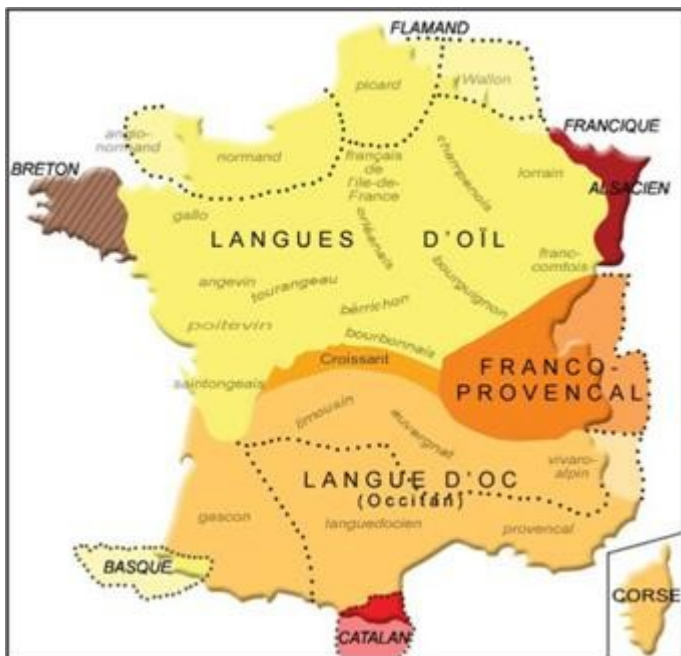 FLAMAND
picard
Wallon
anglo-
normand
normand
FRANCIQUE
français
de
l'île-de-
France
champenois
lorrain
BRETON
ALSACIEN
gallo
orléanais
LANGUES D'OÏL
franc-
comtois
angevin
tourangeau
bourguignon
bérrichon
poitevin
bourbonnais
Croissant
FRANCO-
PROVENCAL
saintongeais
limousin
auvergnat
vivaro-
alpin
LANGUE D'OC
(Occitan)
gascon
languedocien
provencal
BASQUE
CORSE
CATALAN